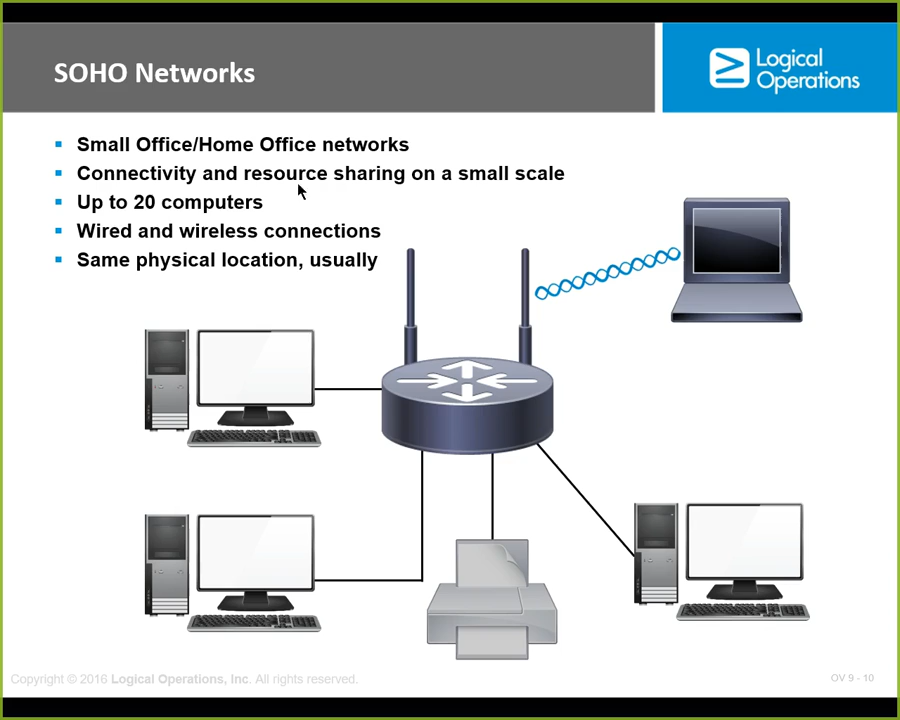 SOHO Networks
Logical
Operations
Small Office/Home Office networks
Connectivity and resource sharing on a small scale
Up to 20 computers
Wired and wireless connections
Same physical location, usually
Copyright © 2016 Logical Operations, Inc. All rights reserved.
OV 9 - 10